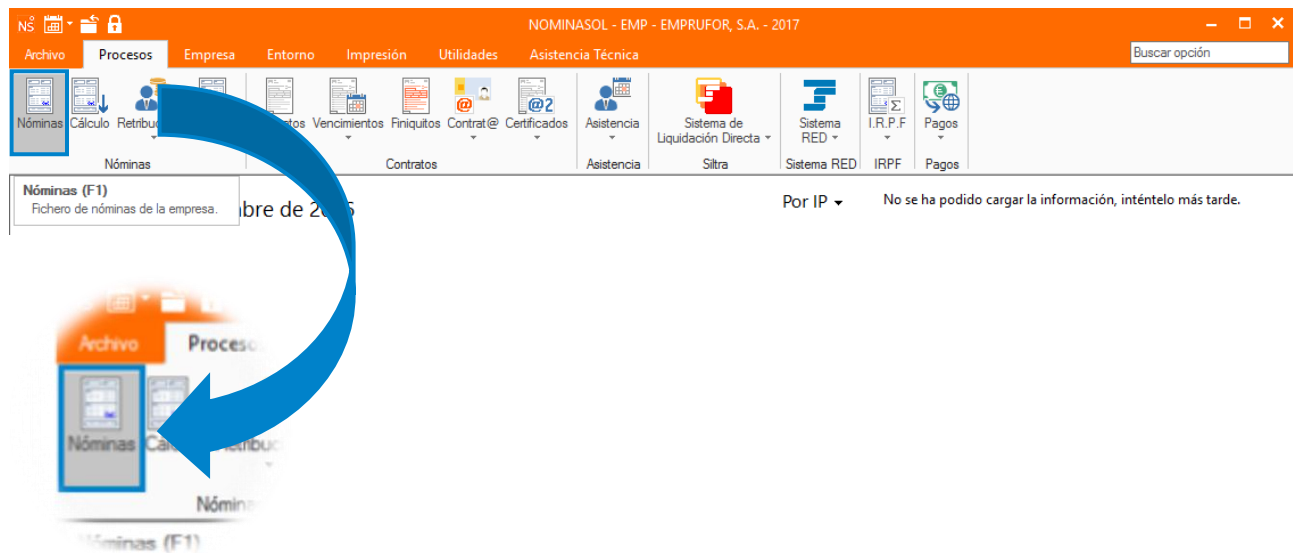 NS
NOMINASOL - EMP - EMPRUFOR, S.A. - 2017
Archivo Procesos Empresa Entorno Impresión Utilidades Asistencia Técnica
Buscar opción
Nóminas Cálculo Vencimientos Finiquitos Contrat@ Certificados Asistencia Sistema de Liquidación Directa Sistema RED I.R.P.F Pagos
Nóminas Contratos Asistencia Siltra Sistema RED IRPF Pagos
Nóminas (F1)
Fichero de nóminas de la empresa.
Por IP
No se ha podido cargar la información, inténtelo más tarde.
Archivo
Nóminas
Nóminas (F1)